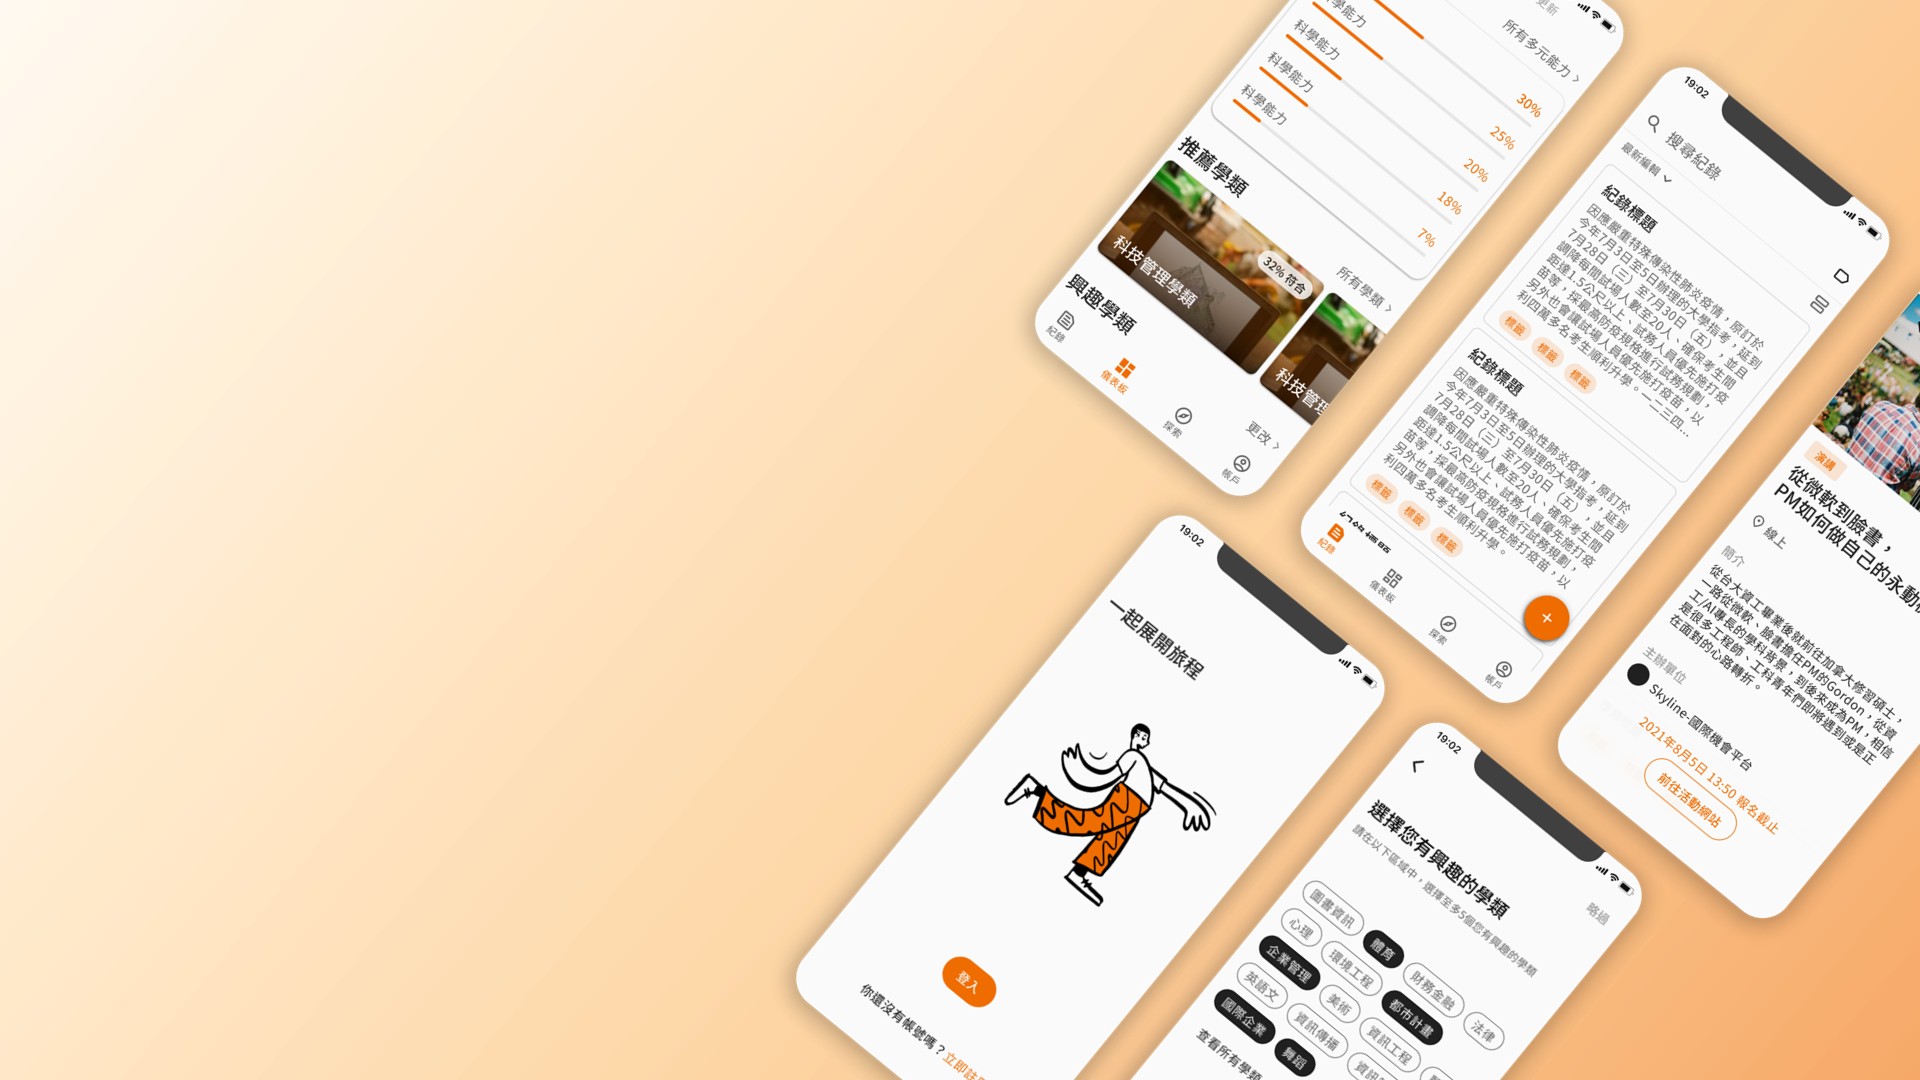 更新
所有多元能力
科學能力
30%
科學能力
25%
科學能力
20%
科學能力
18%
7%
推薦學類
所有學類
32% 符合
科技管理學類
科技管理
興趣學類
更改
紀錄
儀表板
探索
帳戶
19:02
搜尋紀錄
最新編輯
紀錄標題
因應嚴重特殊傳染性肺炎疫情，原訂於
今年7月3日至5日辦理的大學指考，延到
7月28日（三）至7月30日（五），並且
調降每間試場人數至20人、確保考生間
距達1.5公尺以上、試務人員優先施打疫
苗等，採最高防疫規格進行試務規劃，
另外也會讓試場人員優先施打疫苗，以
利四萬多名考生順利升學。一二三四...
標籤
標籤
標籤
紀錄標題
因應嚴重特殊傳染性肺炎疫情，原訂於
今年7月3日至5日辦理的大學指考，延到
7月28日（三）至7月30日（五），並且
調降每間試場人數至20人、確保考生間
距達1.5公尺以上、試務人員優先施打疫
苗等，採最高防疫規格進行試務規劃，
另外也會讓試場人員優先施打疫苗，以
利四萬多名考生順利升學。
標籤
標籤
標籤
紀錄
儀表板
探索
帳戶
演講
從微軟到臉書，
PM如何做自己的永動機
線上
簡介
從台大資工畢業後就前往加拿大修習碩士，
一路從微軟、臉書擔任PM的Gordon，從資
工/AI專長的學科背景，到後來成為PM，相信
是很多工程師、工科青年們即將遇到或是正
在面對的心路轉折。
主辦單位
Skyline-國際機會平台
2021年8月5日 13:50 報名截止
前往活動網站
19:02
一起展開旅程
登入
你還沒有帳號嗎？立即註
19:02
略過
選擇您有興趣的學類
請在以下區域中，選擇至多5個您有興趣的學類
圖書資訊
體育
財務金融
法律
心理
環境工程
都市計畫
企業管理
美術
資訊工程
英語文
資訊傳播
資訊
國際企業
舞蹈
查看所有學類